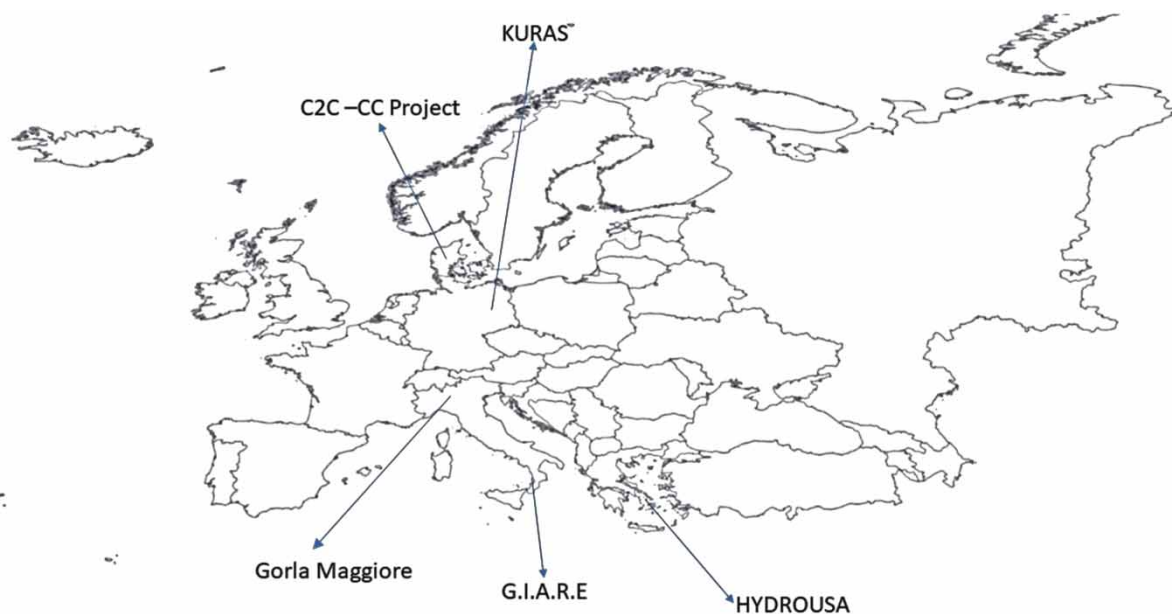 KURAS
C2C –CC Project
Gorla Maggiore
G.I.A.R.E
HYDROUSA